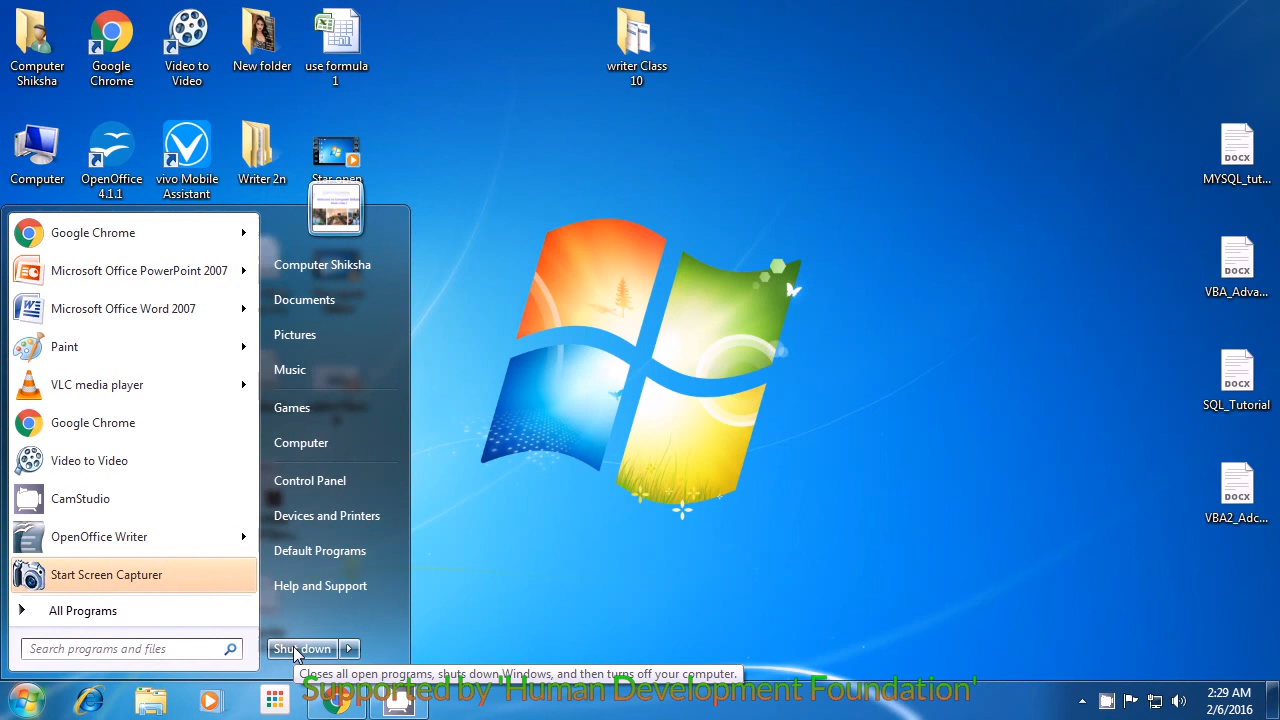 Computer
Shiksha
Google
Chrome
Video to
Video
New folder
use formula
1
writer Class
10
Computer
OpenOffice
4.1.1
vivo Mobile
Assistant
Writer 2n
Star open
DOCX
MYSQL_tut...
DOCX
VBA_Adva...
DOCX
SQL_Tutorial
DOCX
VBA2_Adc...
Google Chrome
Microsoft Office PowerPoint 2007
Microsoft Office Word 2007
Paint
VLC media player
Google Chrome
Video to Video
CamStudio
OpenOffice Writer
Start Screen Capturer
All Programs
Search programs and files
Computer Shiksha
Documents
Pictures
Music
Games
Computer
Control Panel
Devices and Printers
Default Programs
Help and Support
Shut down
Closes all open programs, shuts down Windows, and then turns off your computer.
Supported by 'Human Development Foundation'
2:29 AM
2/6/2016